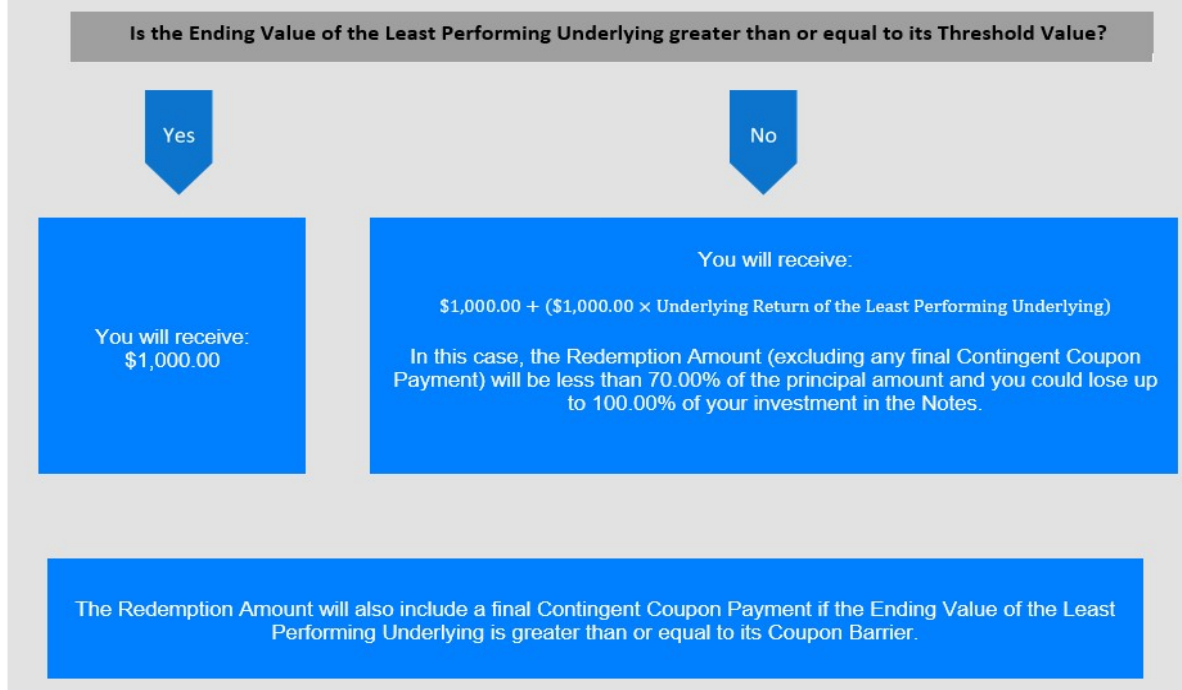 Is the Ending Value of the Least Performing Underlying greater than or equal to its Threshold Value?
Yes
No
You will receive:
$1,000.00
You will receive:
$1,000.00 + ($1,000.00 × Underlying Return of the Least Performing Underlying)
In this case, the Redemption Amount (excluding any final Contingent Coupon
Payment) will be less than 70.00% of the principal amount and you could lose up
to 100.00% of your investment in the Notes.
The Redemption Amount will also include a final Contingent Coupon Payment if the Ending Value of the Least
Performing Underlying is greater than or equal to its Coupon Barrier.